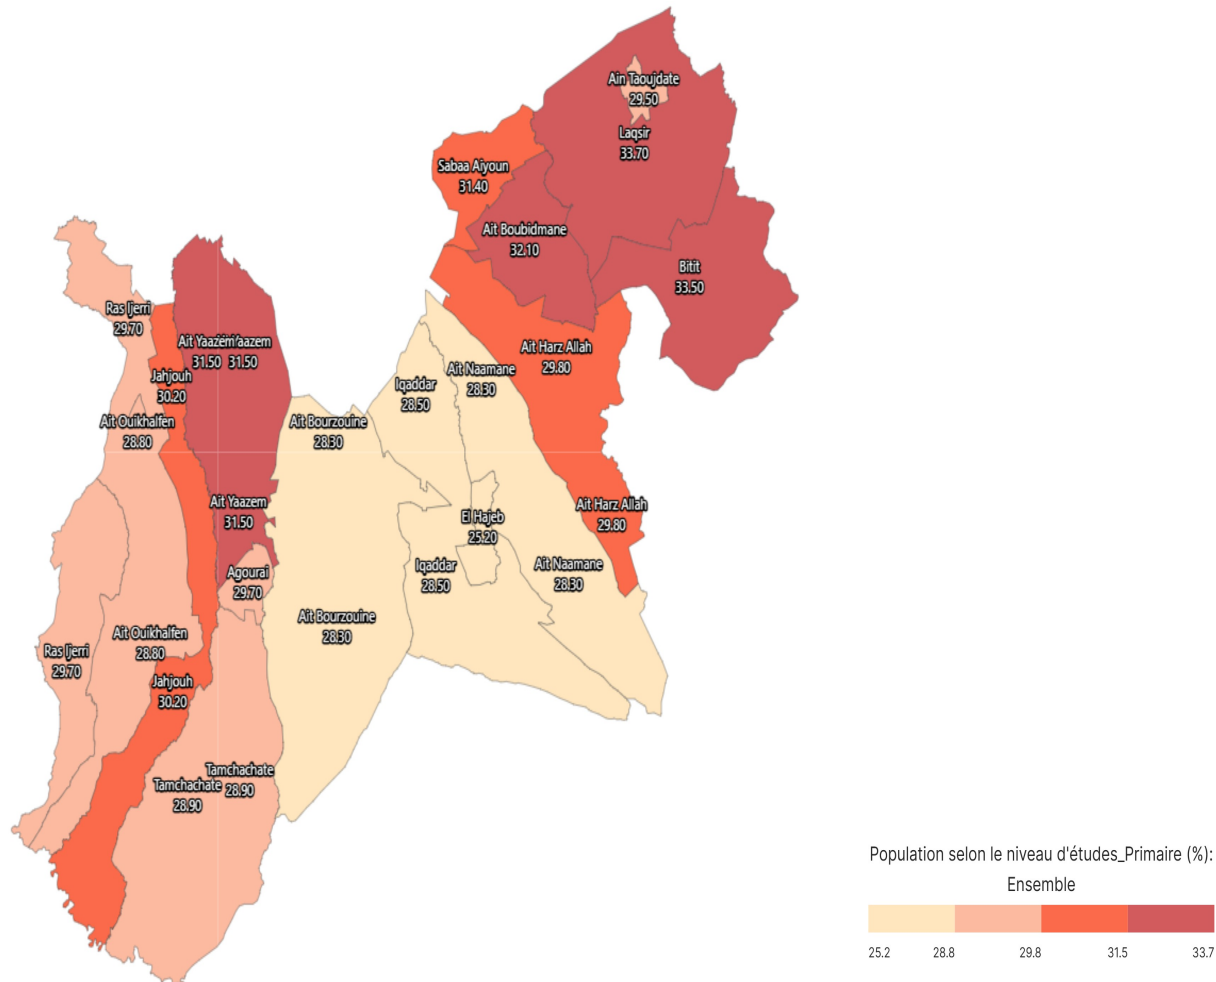 Ain Taoujdate
29.50
Laqsir
33.70
Sabaa Aiyoun
31.40
Ait Boubidmane
32.10
Bitit
33.50
Ras Ijerri
29.70
Ait Yaazem
31.50 31.50
Jahjouh
30.20
Ait Harz Allah
29.80
Ait Naamane
28.30
Iqaddar
28.50
Ait Ouikhalfen
28.80
Ait Bourzouine
28.30
Ait Yaazem
31.50
Ait Harz Allah
29.80
El Hajeb
25.20
Iqaddar
28.50
Ait Naamane
28.30
Agourai
29.70
Ait Bourzouine
28.30
Ait Ouikhalfen
28.80
Ras Ijerri
29.70
Jahjouh
30.20
Tamchachate
28.90
Tamchachate
28.90
Population selon le niveau d'études_Primaire (%):
Ensemble
25.2 28.8 29.8 31.5 33.7